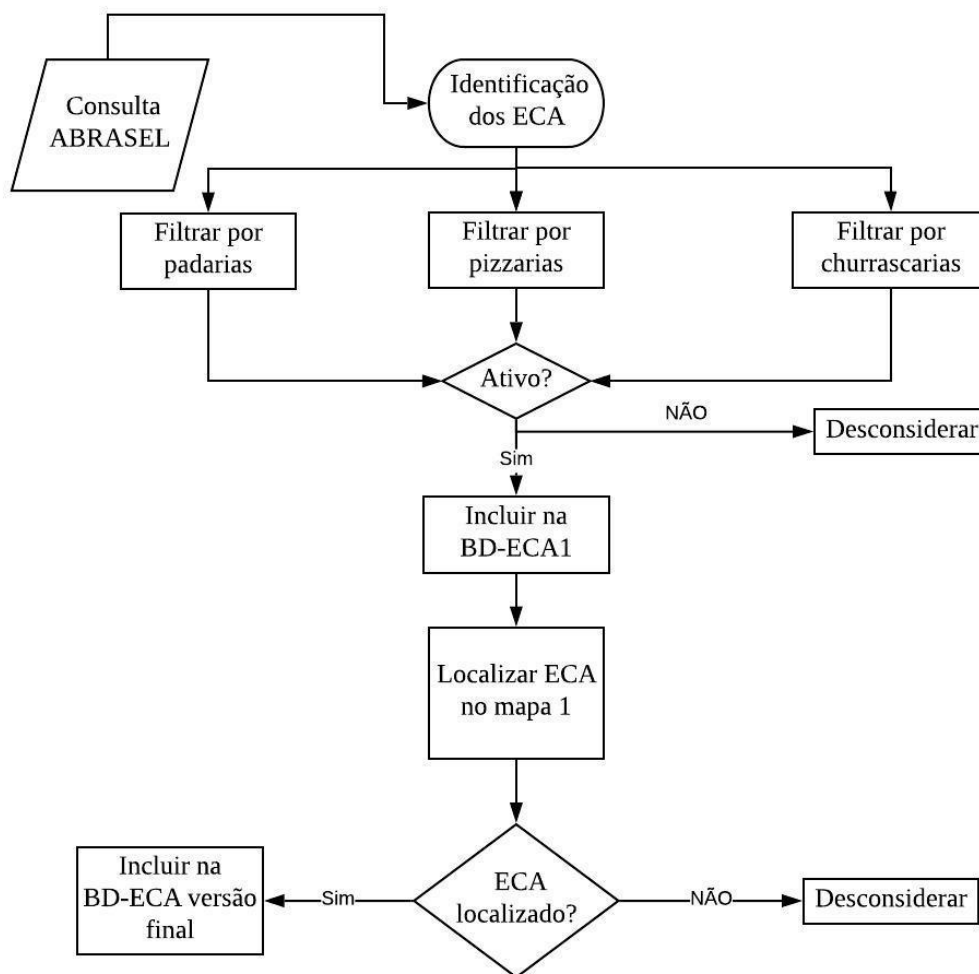 Consulta
ABRASEL
Identificação
dos ECA
Filtrar por
padarias
Filtrar por
pizzarias
Filtrar por
churrascarias
Ativo?
NÃO
Desconsiderar
Sim
Incluir na
BD-ECA1
Localizar ECA
no mapa 1
ECA
localizado?
Sim
Incluir na
BD-ECA versão
final
NÃO
Desconsiderar